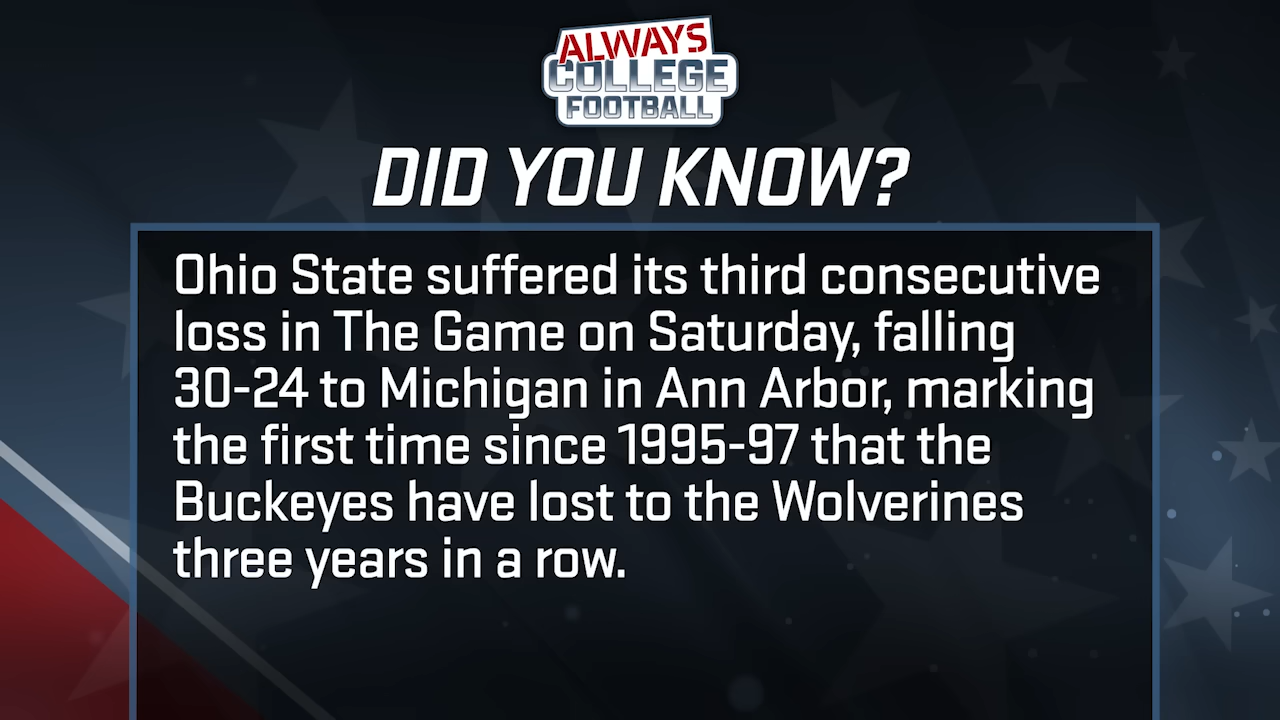 ALWAYS
COLLEGE
FOOTBALL
DID YOU KNOW?
Ohio State suffered its third consecutive
loss in The Game on Saturday, falling
30-24 to Michigan in Ann Arbor, marking
the first time since 1995-97 that the
Buckeyes have lost to the Wolverines
three years in a row.